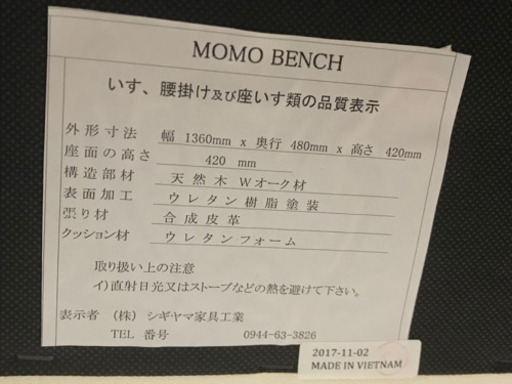 MOMO BENCH
いす、腰掛け及び座いす類の品質表示
外形寸法 幅 1360mm x 奥行 480mm x 高さ 420mm
座面の高さ 420 mm
構造部材 天然木 Wオーク材
表面加工 ウレタン樹脂塗装
張り材 合成皮革
クッション材 ウレタンフォーム
取り扱い上の注意
イ)直射日光又はストーブなどの熱を避けて下さい。
表示者 (株) シギヤマ家具工業
TEL 番号 0944-63-3826
2017-11-02
MADE IN VIETNAM